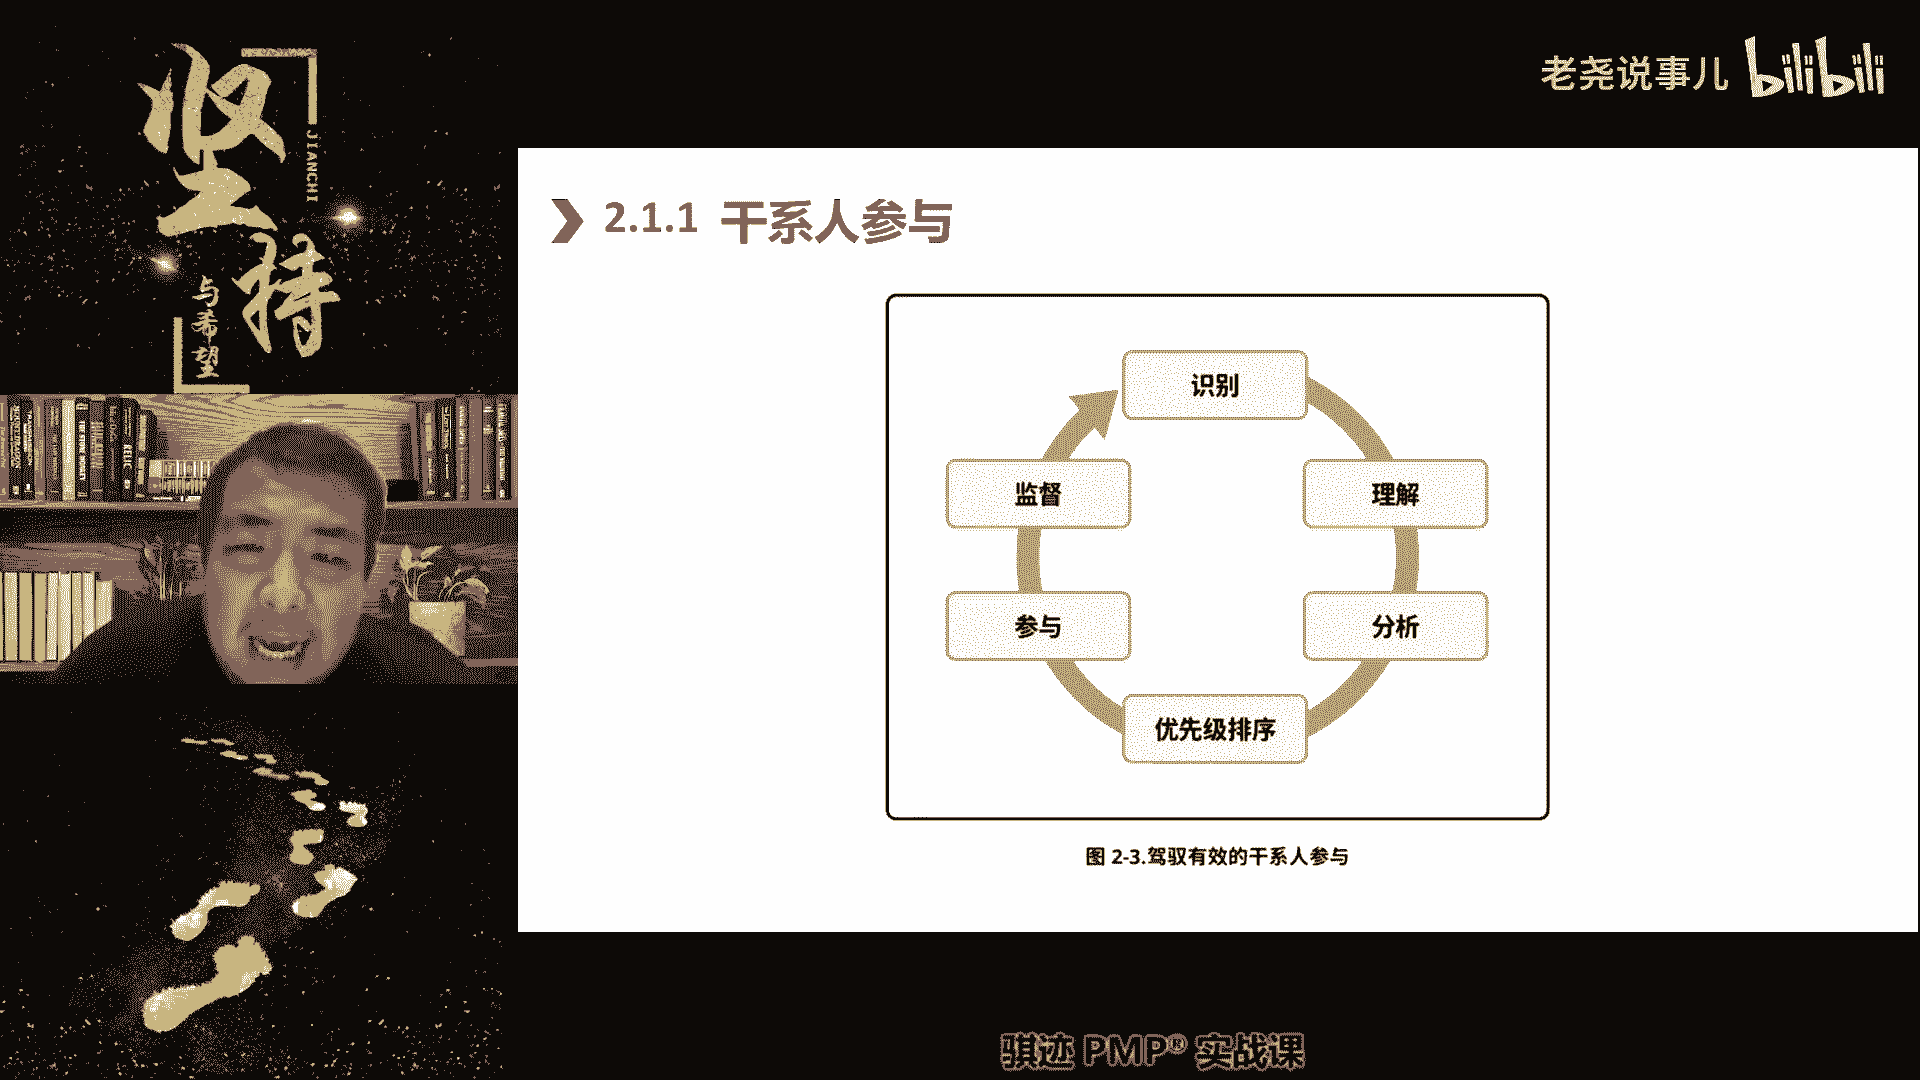 坚持
JIANCHI
与希望
老尧说事儿 bilibili
2.1.1 干系人参与
识别
监督
理解
参与
分析
优先级排序
图 2-3.驾驭有效的干系人参与
骐迹 PMP® 实战课